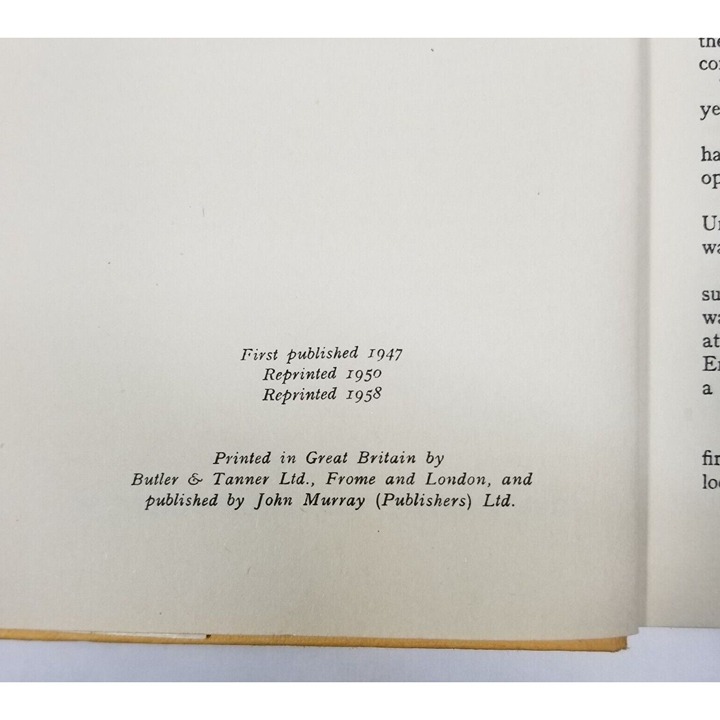 First published 1947
Reprinted 1950
Reprinted 1958
Printed in Great Britain by
Butler & Tanner Ltd., Frome and London, and
published by John Murray (Publishers) Ltd.
a